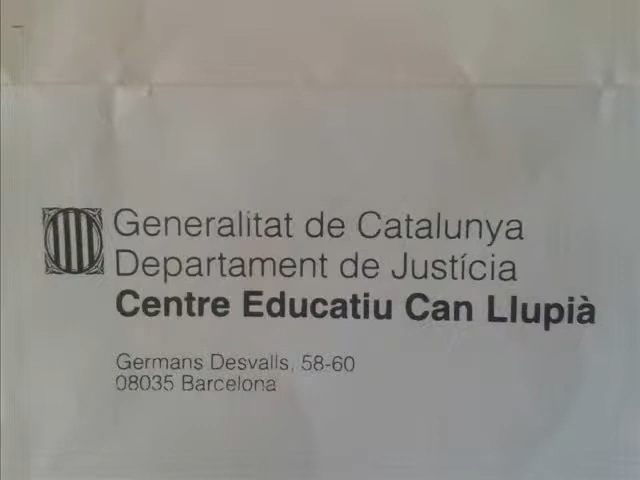 Generalitat de Catalunya
Departament de Justícia
Centre Educatiu Can Llupià
Germans Desvalls, 58-60
08035 Barcelona